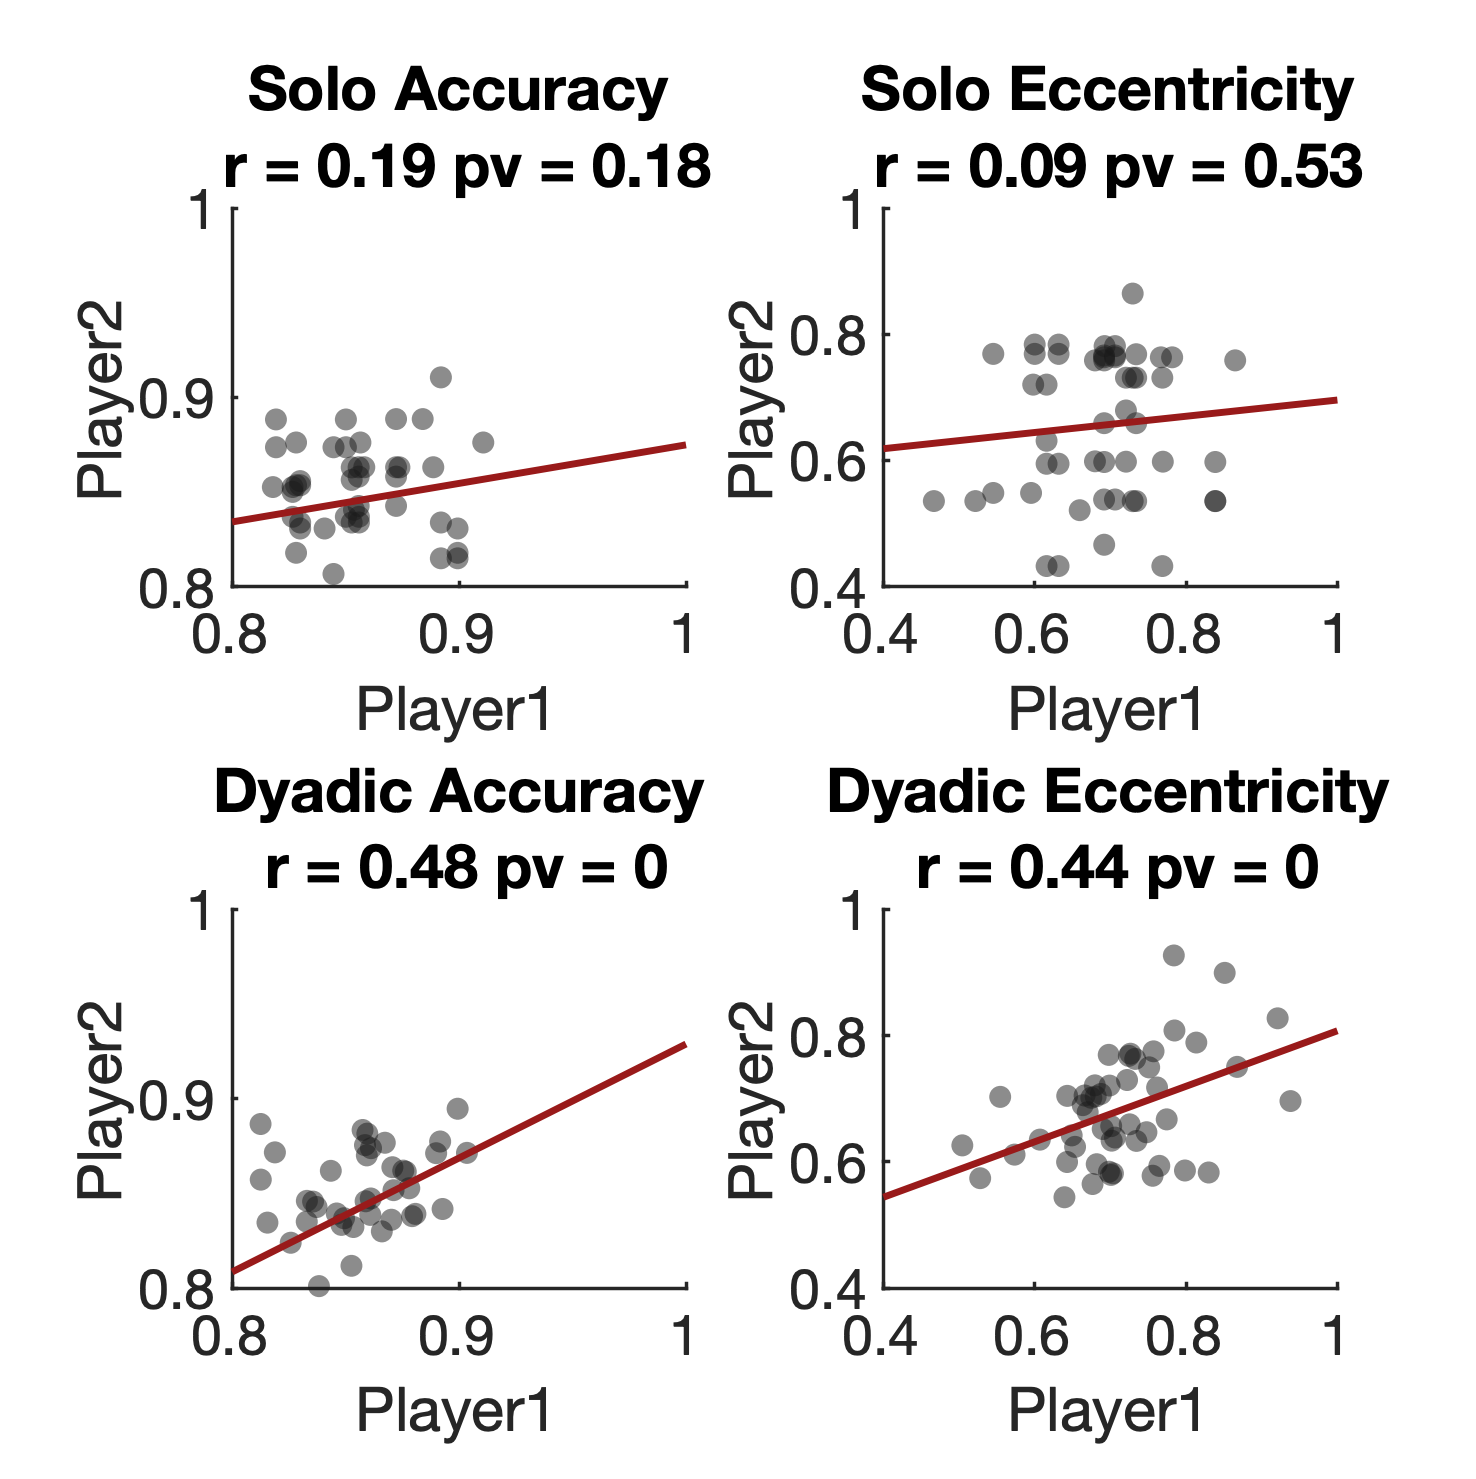 Solo Accuracy
r = 0.19 pv = 0.18
1
0.9
0.8
Player2
0.8 0.9 1
Player1
Solo Eccentricity
r = 0.09 pv = 0.53
1
0.8
0.6
0.4
Player2
0.4 0.6 0.8 1
Player1
Dyadic Accuracy
r = 0.48 pv = 0
1
0.9
0.8
Player2
0.8 0.9 1
Player1
Dyadic Eccentricity
r = 0.44 pv = 0
1
0.8
0.6
0.4
Player2
0.4 0.6 0.8 1
Player1